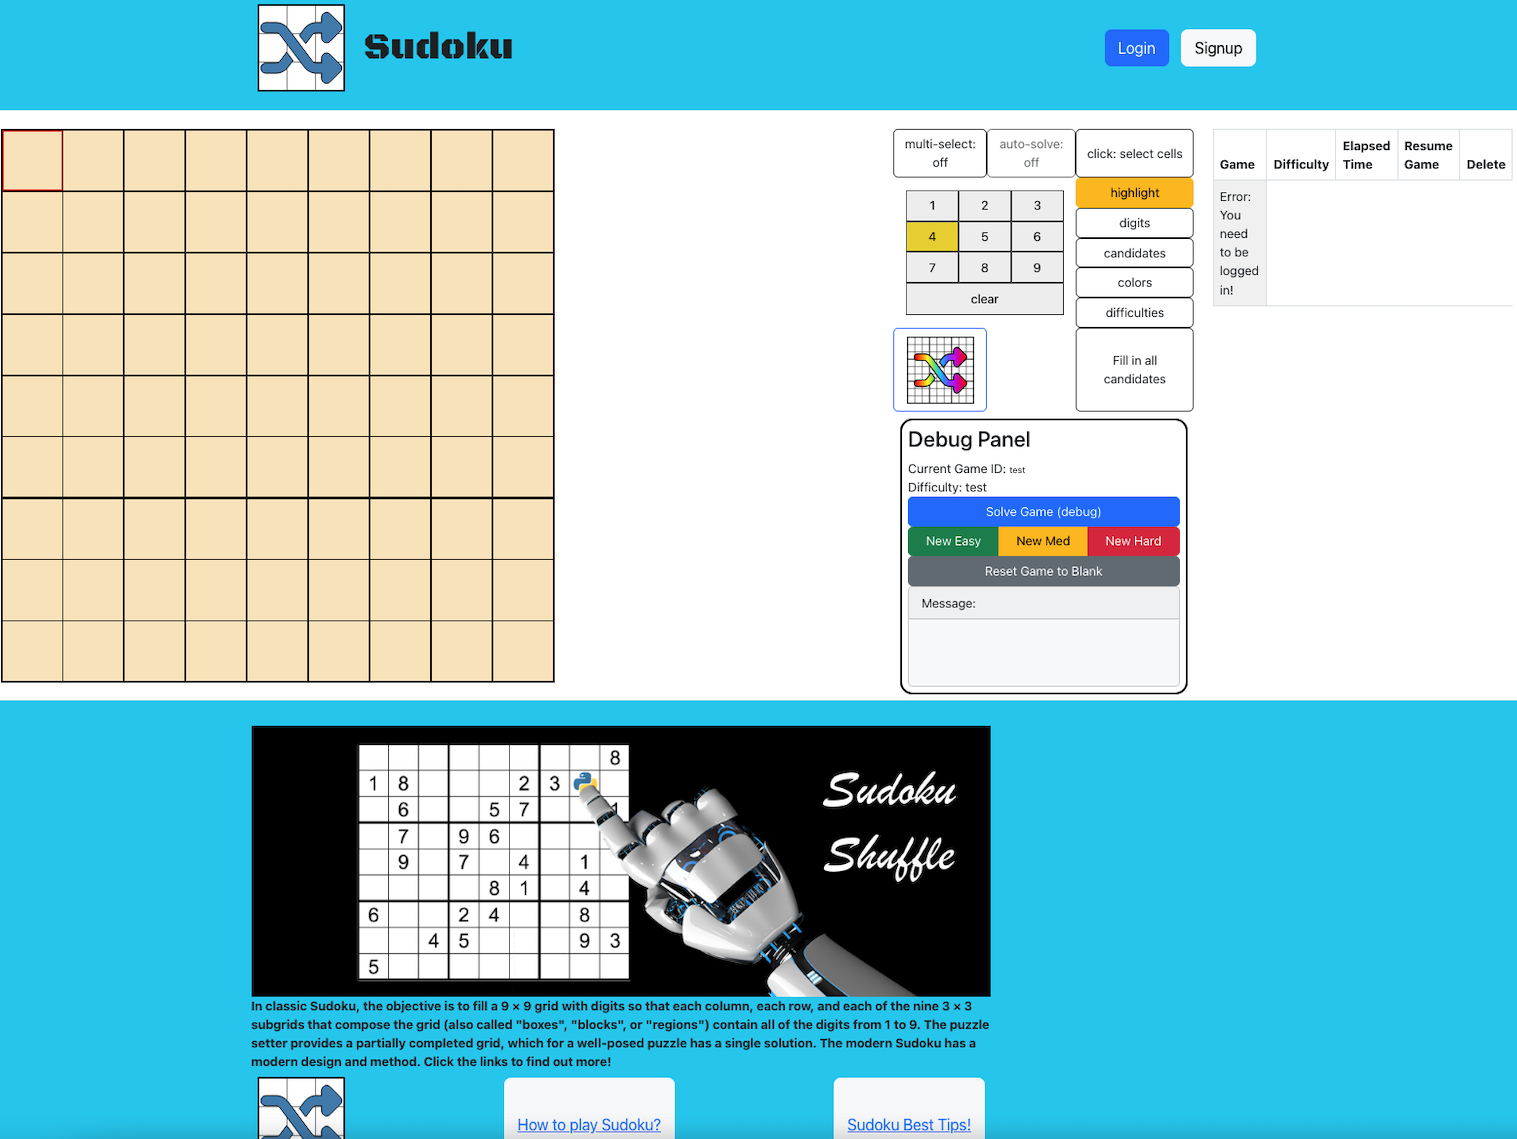 Sudoku
Login
Signup
multi-select:
off
auto-solve:
off
click: select cells
1 2 3
4 5 6
7 8 9
clear
highlight
digits
candidates
colors
difficulties
Fill in all
candidates
Game Difficulty Elapsed Time Resume Game Delete
Error:
You
need
to be
logged
in!
Debug Panel
Current Game ID: test
Difficulty: test
Solve Game (debug)
New Easy New Med New Hard
Reset Game to Blank
Message:
8
1 8 2 3
6 5 7 1
7 9 6
9 7 4 1
8 1 4
6 2 4 8
4 5 9 3
5
Sudoku
Shuffle
In classic Sudoku, the objective is to fill a 9 × 9 grid with digits so that each column, each row, and each of the nine 3 × 3
subgrids that compose the grid (also called "boxes", "blocks", or "regions") contain all of the digits from 1 to 9. The puzzle
setter provides a partially completed grid, which for a well-posed puzzle has a single solution. The modern Sudoku has a
modern design and method. Click the links to find out more!
How to play Sudoku?
Sudoku Best Tips!